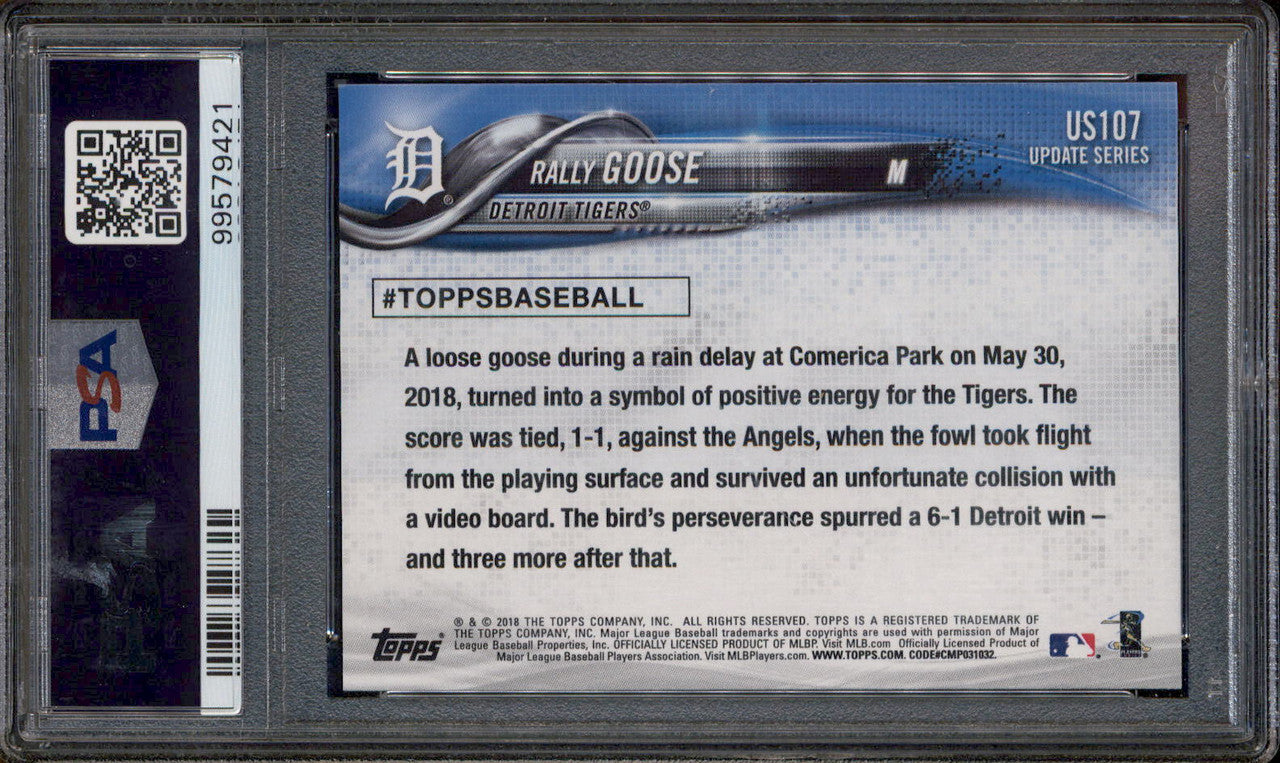 99579421
PSA
D
RALLY GOOSE M
DETROIT TIGERS®
US107
UPDATE SERIES
#TOPPSBASEBALL
A loose goose during a rain delay at Comerica Park on May 30,
2018, turned into a symbol of positive energy for the Tigers. The
score was tied, 1-1, against the Angels, when the fowl took flight
from the playing surface and survived an unfortunate collision with
a video board. The bird's perseverance spurred a 6-1 Detroit win –
and three more after that.
Topps®
® & © 2018 THE TOPPS COMPANY, INC. ALL RIGHTS RESERVED. TOPPS IS A REGISTERED TRADEMARK OF
THE TOPPS COMPANY, INC. Major League Baseball trademarks and copyrights are used with permission of Major
League Baseball Properties, Inc. OFFICIALLY LICENSED PRODUCT OF MLBP. Visit MLB.com Officially Licensed Product of
Major League Baseball Players Association. Visit MLBPlayers.com. WWW.TOPPS.COM. CODE#CMP031032.